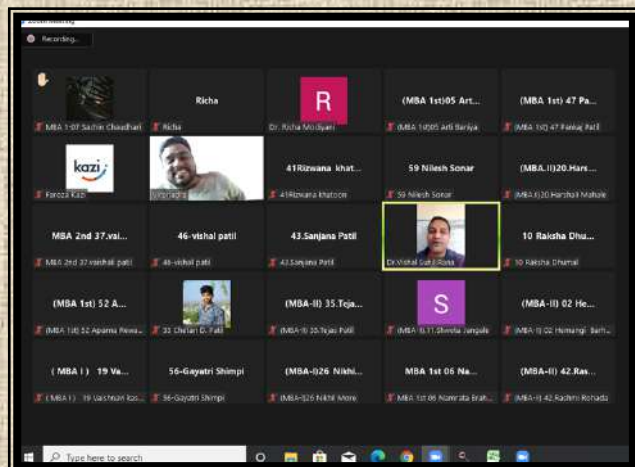 Zoom Meeting
Recording...
MBA 1-07 Sachin Chaudhari
Richa
Richa
R
Dr. Richa Modiyani
(MBA 1st)05 Art...
(MBA 1st)05 Arti Bariya
(MBA 1st) 47 Pa...
(MBA 1st) 47 Pankaj Patil
kazi
Faroza Kazi
41Rizwana khat...
41Rizwana khatoon
59 Nilesh Sonar
59 Nilesh Sonar
(MBA.II)20.Hars...
(MBA.II)20.Harshali Mahale
MBA 2nd 37.vai...
MBA 2nd 37.vaishali patil
46-vishal patil
46-vishal patil
43.Sanjana Patil
43.Sanjana Patil
Dr.Vishal Sunil Rana
10 Raksha Dhu...
10 Raksha Dhumal
(MBA 1st) 52 A...
(MBA 1st) 52 Aparna Rewa...
33 Chetan D. Patil
(MBA-II) 35.Teja...
(MBA-II) 35.Tejas Patil
S
(MBA-I).11.Shweta Jangale
(MBA-II) 02 He...
(MBA-II) 02 Hemangi Barh...
( MBA I ) 19 Va...
( MBA I ) 19 Vaishnavi kas...
56-Gayatri Shimpi
56-Gayatri Shimpi
(MBA-I)26 Nikhi...
(MBA-I)26 Nikhil More
MBA 1st 06 Na...
MBA 1st 06 Namrata Brah...
(MBA-II) 42.Ras...
(MBA-II) 42.Rashmi Rohada
Type here to search